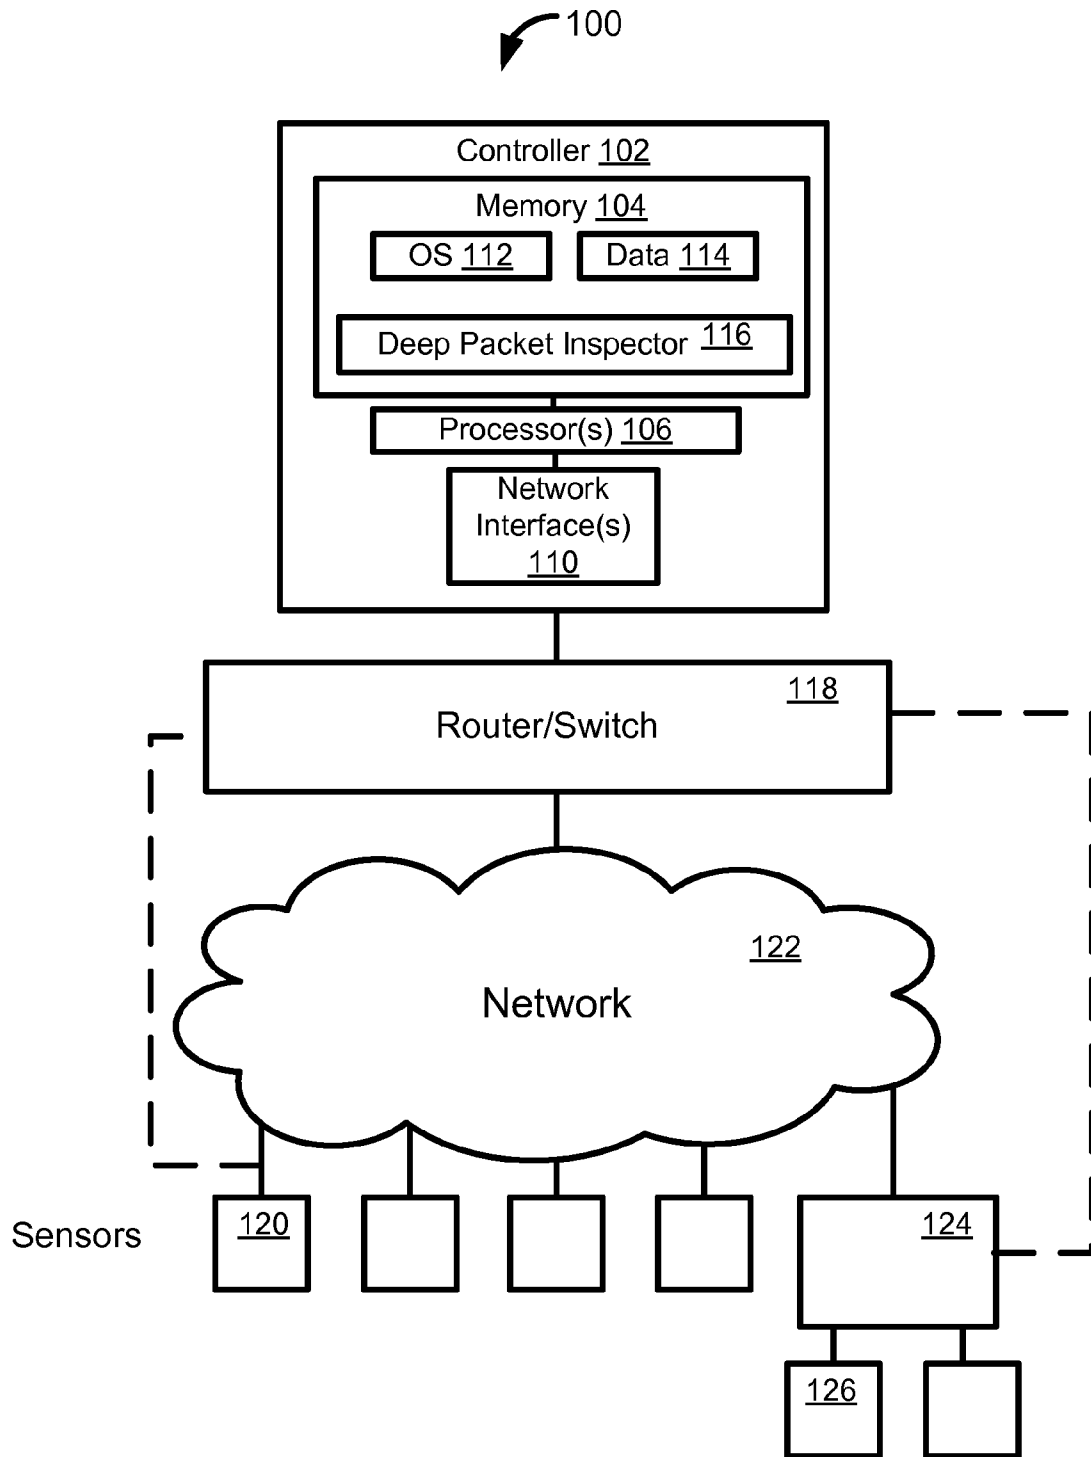 100
Controller 102
Memory 104
OS 112
Data 114
Deep Packet Inspector 116
Processor(s) 106
Network
Interface(s)
110
118
Router/Switch
122
Network
Sensors
120
124
126